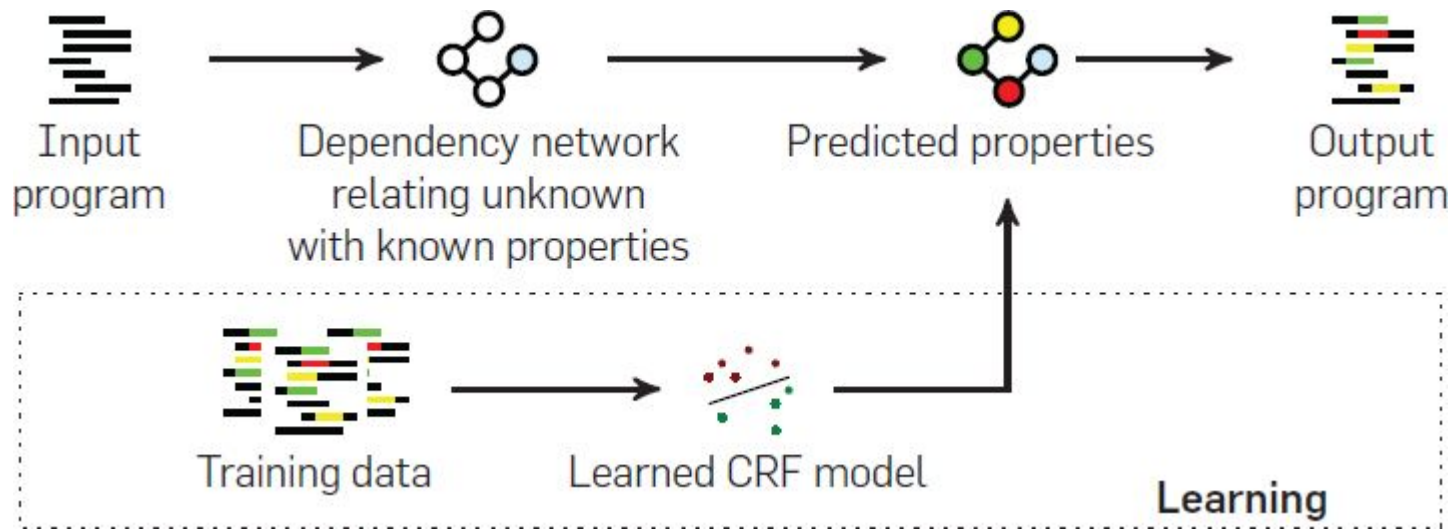 Input
program
Dependency network
relating unknown
with known properties
Predicted properties
Output
program
Training data
Learned CRF model
Learning